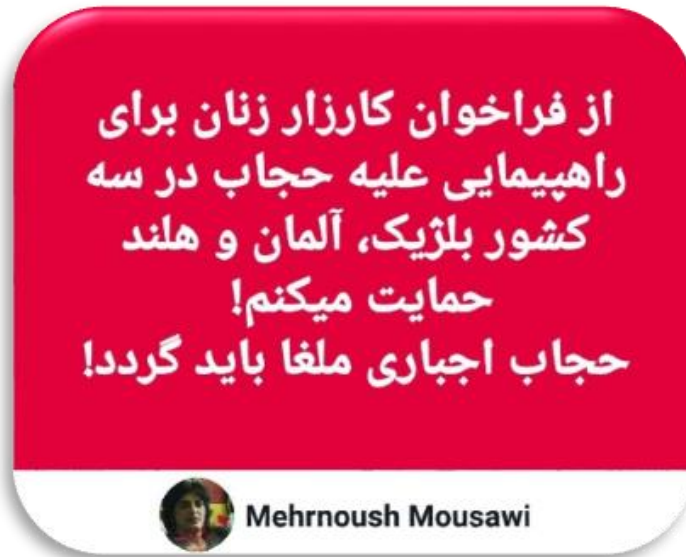 از فراخوان کارزار زنان برای
راهپیمایی علیه حجاب در سه
کشور بلژیک، آلمان و هلند
حمایت میکنم!
حجاب اجباری ملغا باید گردد!
Mehrnoush Mousawi